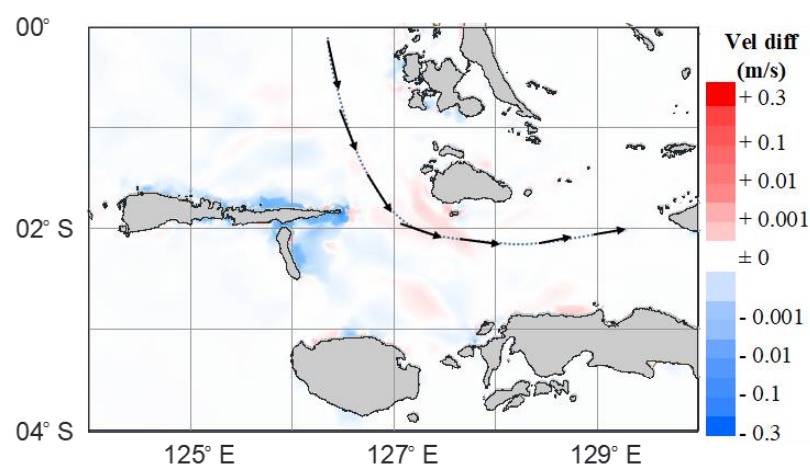 00°
02° S
04° S
125° E
127° E
129° E
Vel diff
(m/s)
+ 0.3
+ 0.1
+ 0.01
+ 0.001
± 0
- 0.001
- 0.01
- 0.1
- 0.3